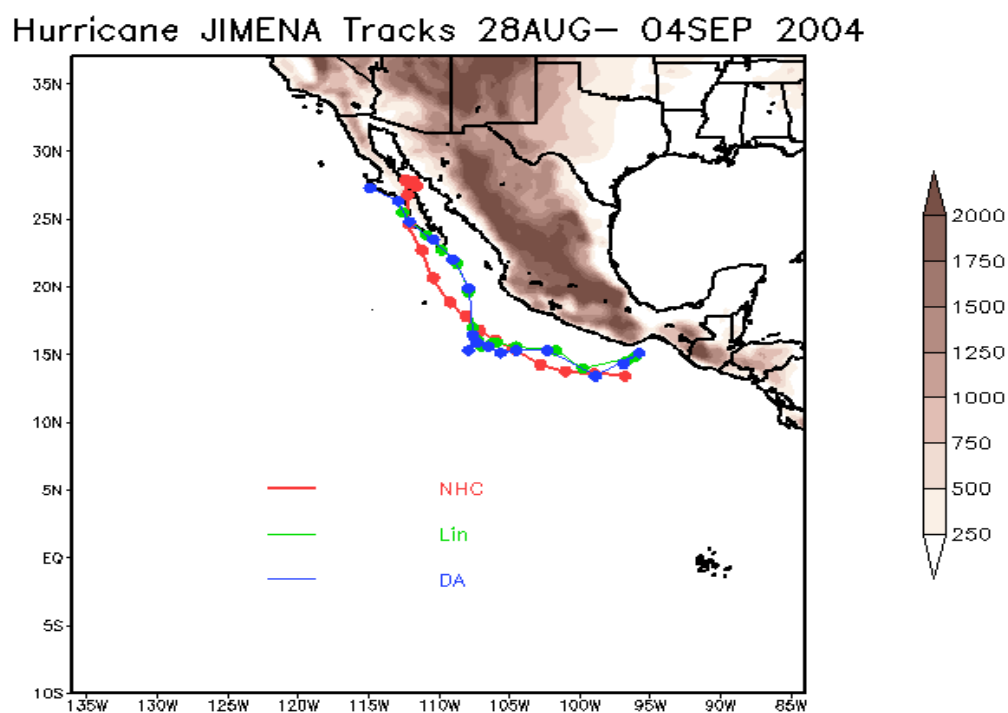 Hurricane JIMENA Tracks 28AUG– 04SEP 2004
35N
30N
25N
20N
15N
10N
5N
EQ
5S
10S
135W 130W 125W 120W 115W 110W 105W 100W 95W 90W 85W
NHC
Lin
DA
2000
1750
1500
1250
1000
750
500
250